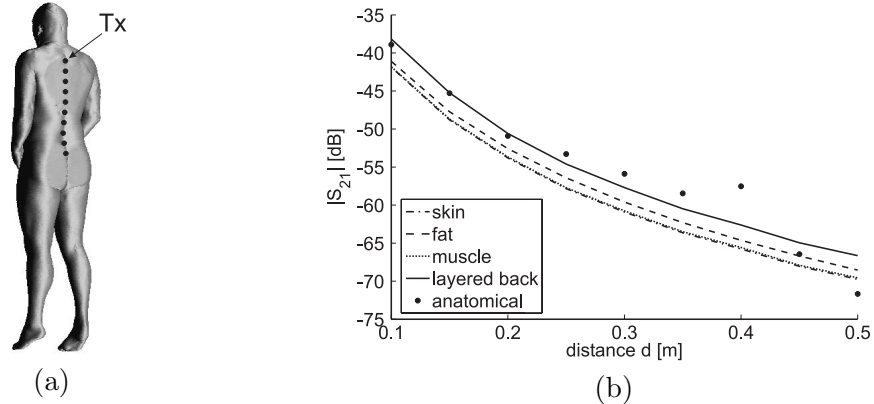 Tx
(a)
|S21| [dB]
-35
-40
-45
-50
-55
-60
-65
-70
-75
skin
fat
muscle
layered back
anatomical
0.1
0.2
0.3
0.4
0.5
distance d [m]
(b)